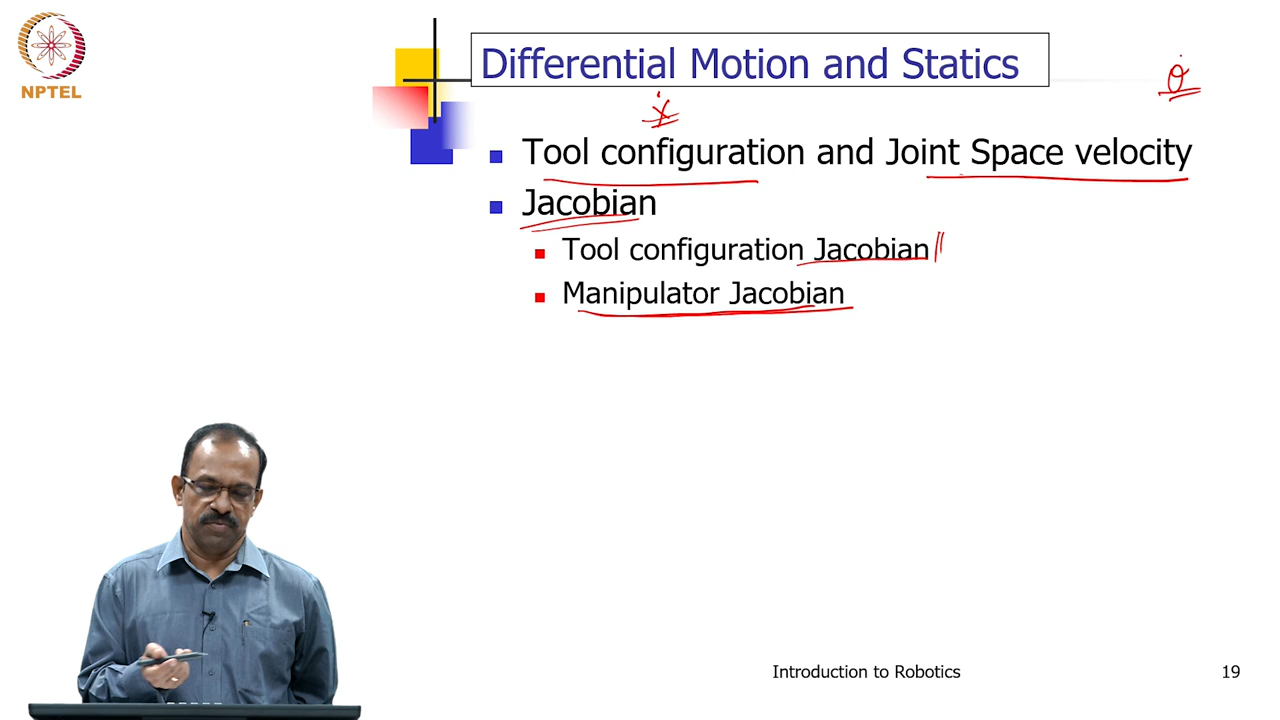 NPTEL
Differential Motion and Statics
ẋ
θ̇
Tool configuration and Joint Space velocity
Jacobian
Tool configuration Jacobian
Manipulator Jacobian
Introduction to Robotics
19